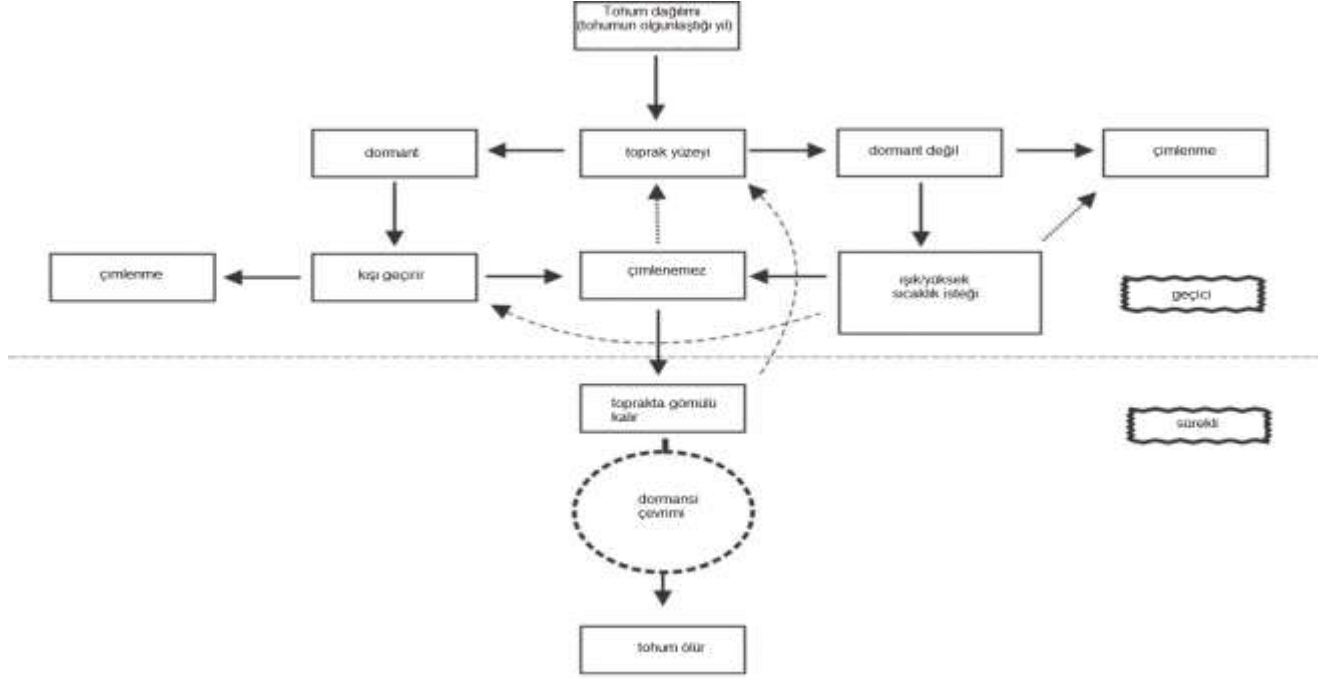 Tohum dağılımı
(tohumun olgunlaştığı yıl)
dormant
toprak yüzeyi
dormant değil
çimlenme
çimlenme
kışı geçirir
çimlenemez
ışık/yüksek
sıcaklık isteği
geçici
toprakta gömülü
kalır
sürekli
dormansi
çevrimi
tohum ölür